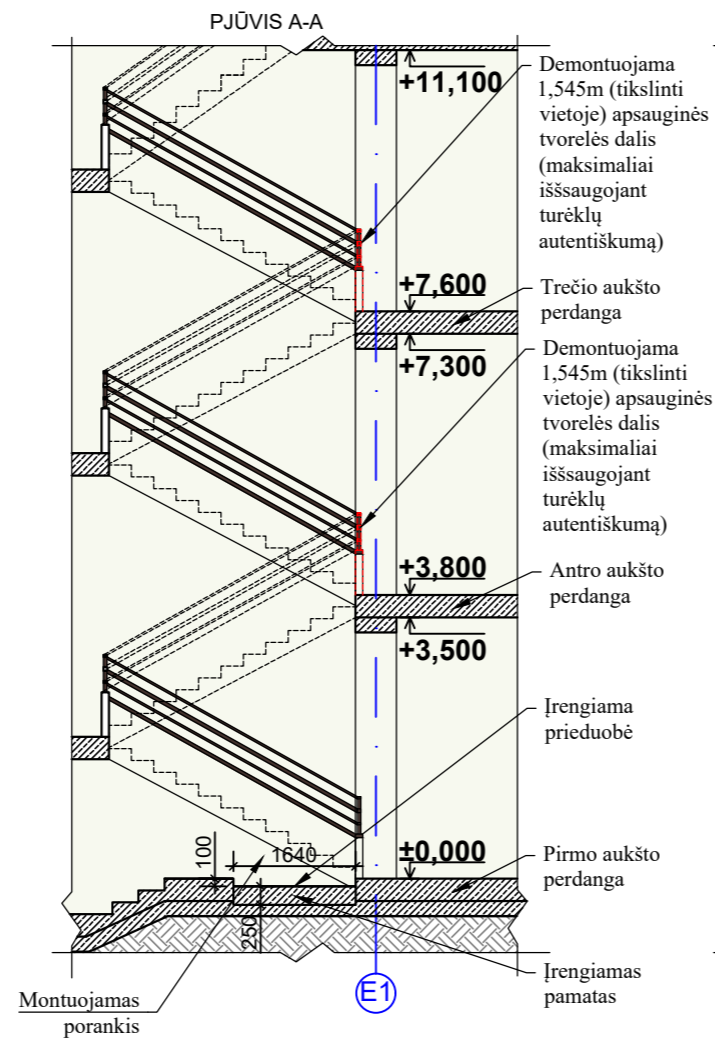 PJŪVIS A-A
+11,100
Demontuojama
1,545m (tikslinti
vietoje) apsauginės
tvorelės dalis
(maksimaliai
iššsaugojant
turėklų
autentiškumą)
+7,600
Trečio aukšto
perdanga
+7,300
Demontuojama
1,545m (tikslinti
vietoje) apsauginės
tvorelės dalis
(maksimaliai
iššsaugojant
turėklų
autentiškumą)
+3,800
Antro aukšto
perdanga
+3,500
Įrengiama
prieduobė
100
1640
±0,000
Pirmo aukšto
perdanga
250
Montuojamas
porankis
E1
Įrengiamas
pamatas